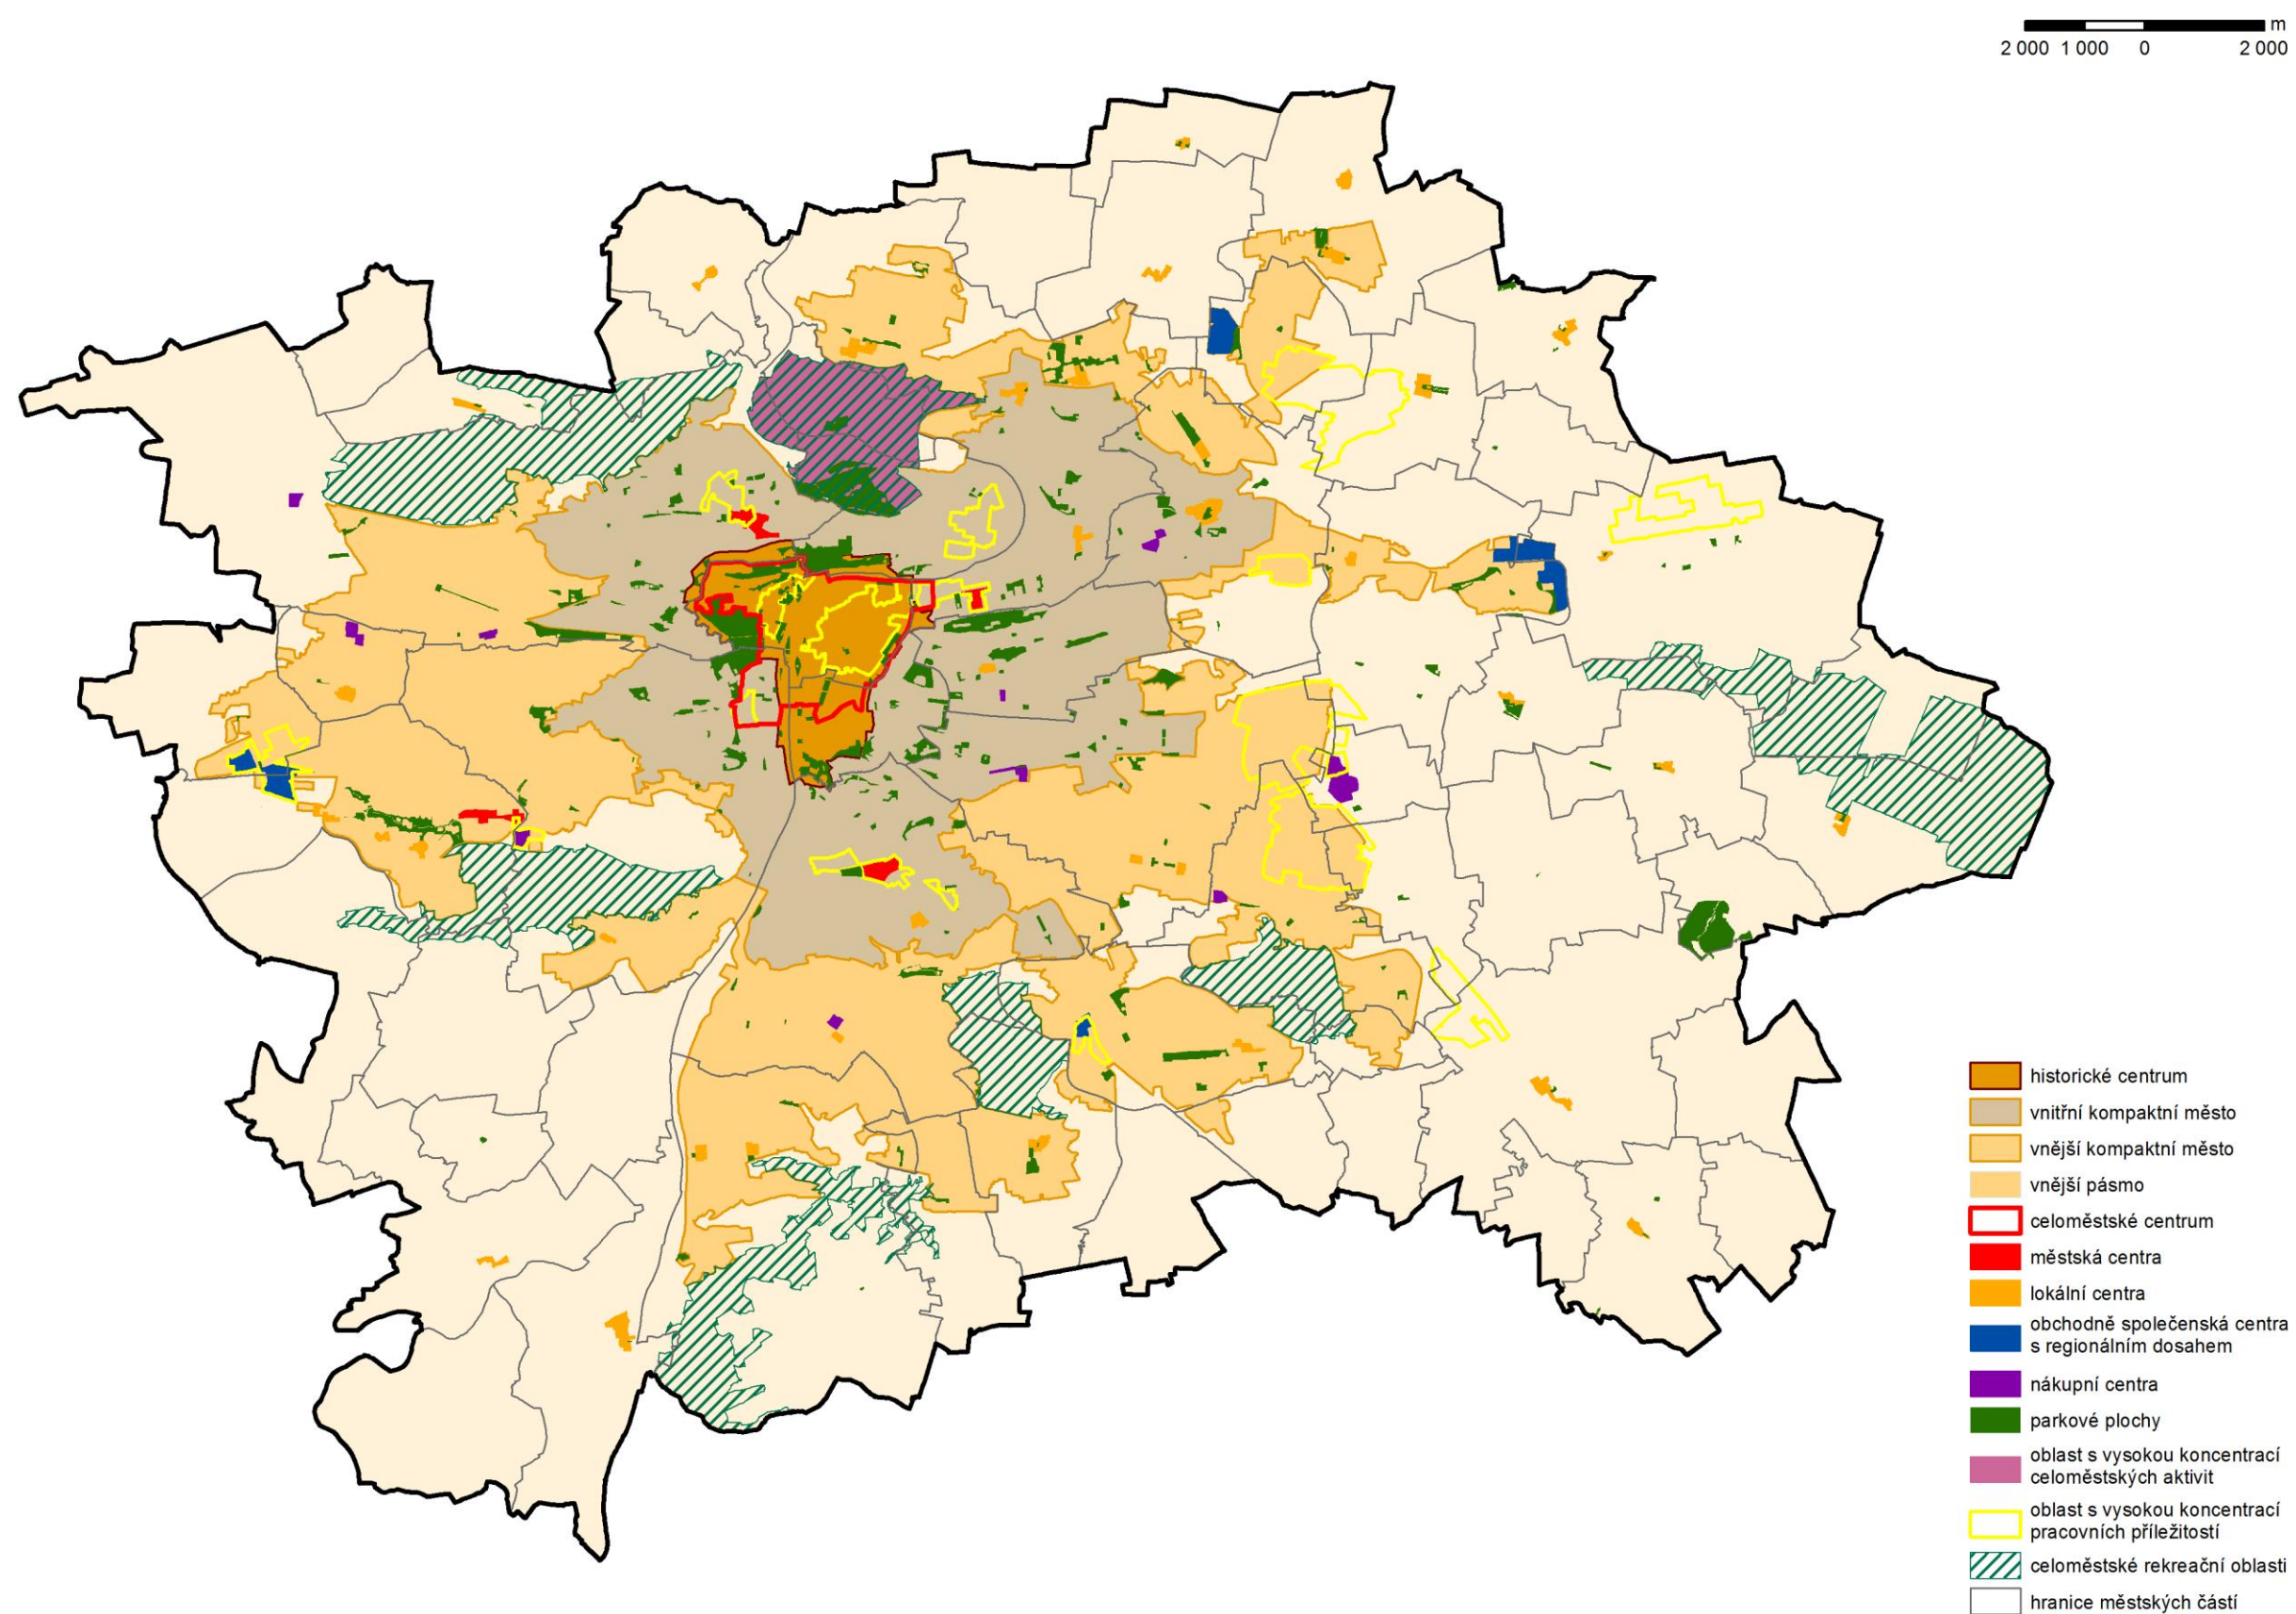 m
2 000 1 000 0 2 000
historické centrum
vnitřní kompaktní město
vnější kompaktní město
vnější pásmo
celoměstské centrum
městská centra
lokální centra
obchodně společenská centra
s regionálním dosahem
nákupní centra
parkové plochy
oblast s vysokou koncentrací
celoměstských aktivit
oblast s vysokou koncentrací
pracovních příležitostí
celoměstské rekreační oblasti
hranice městských částí